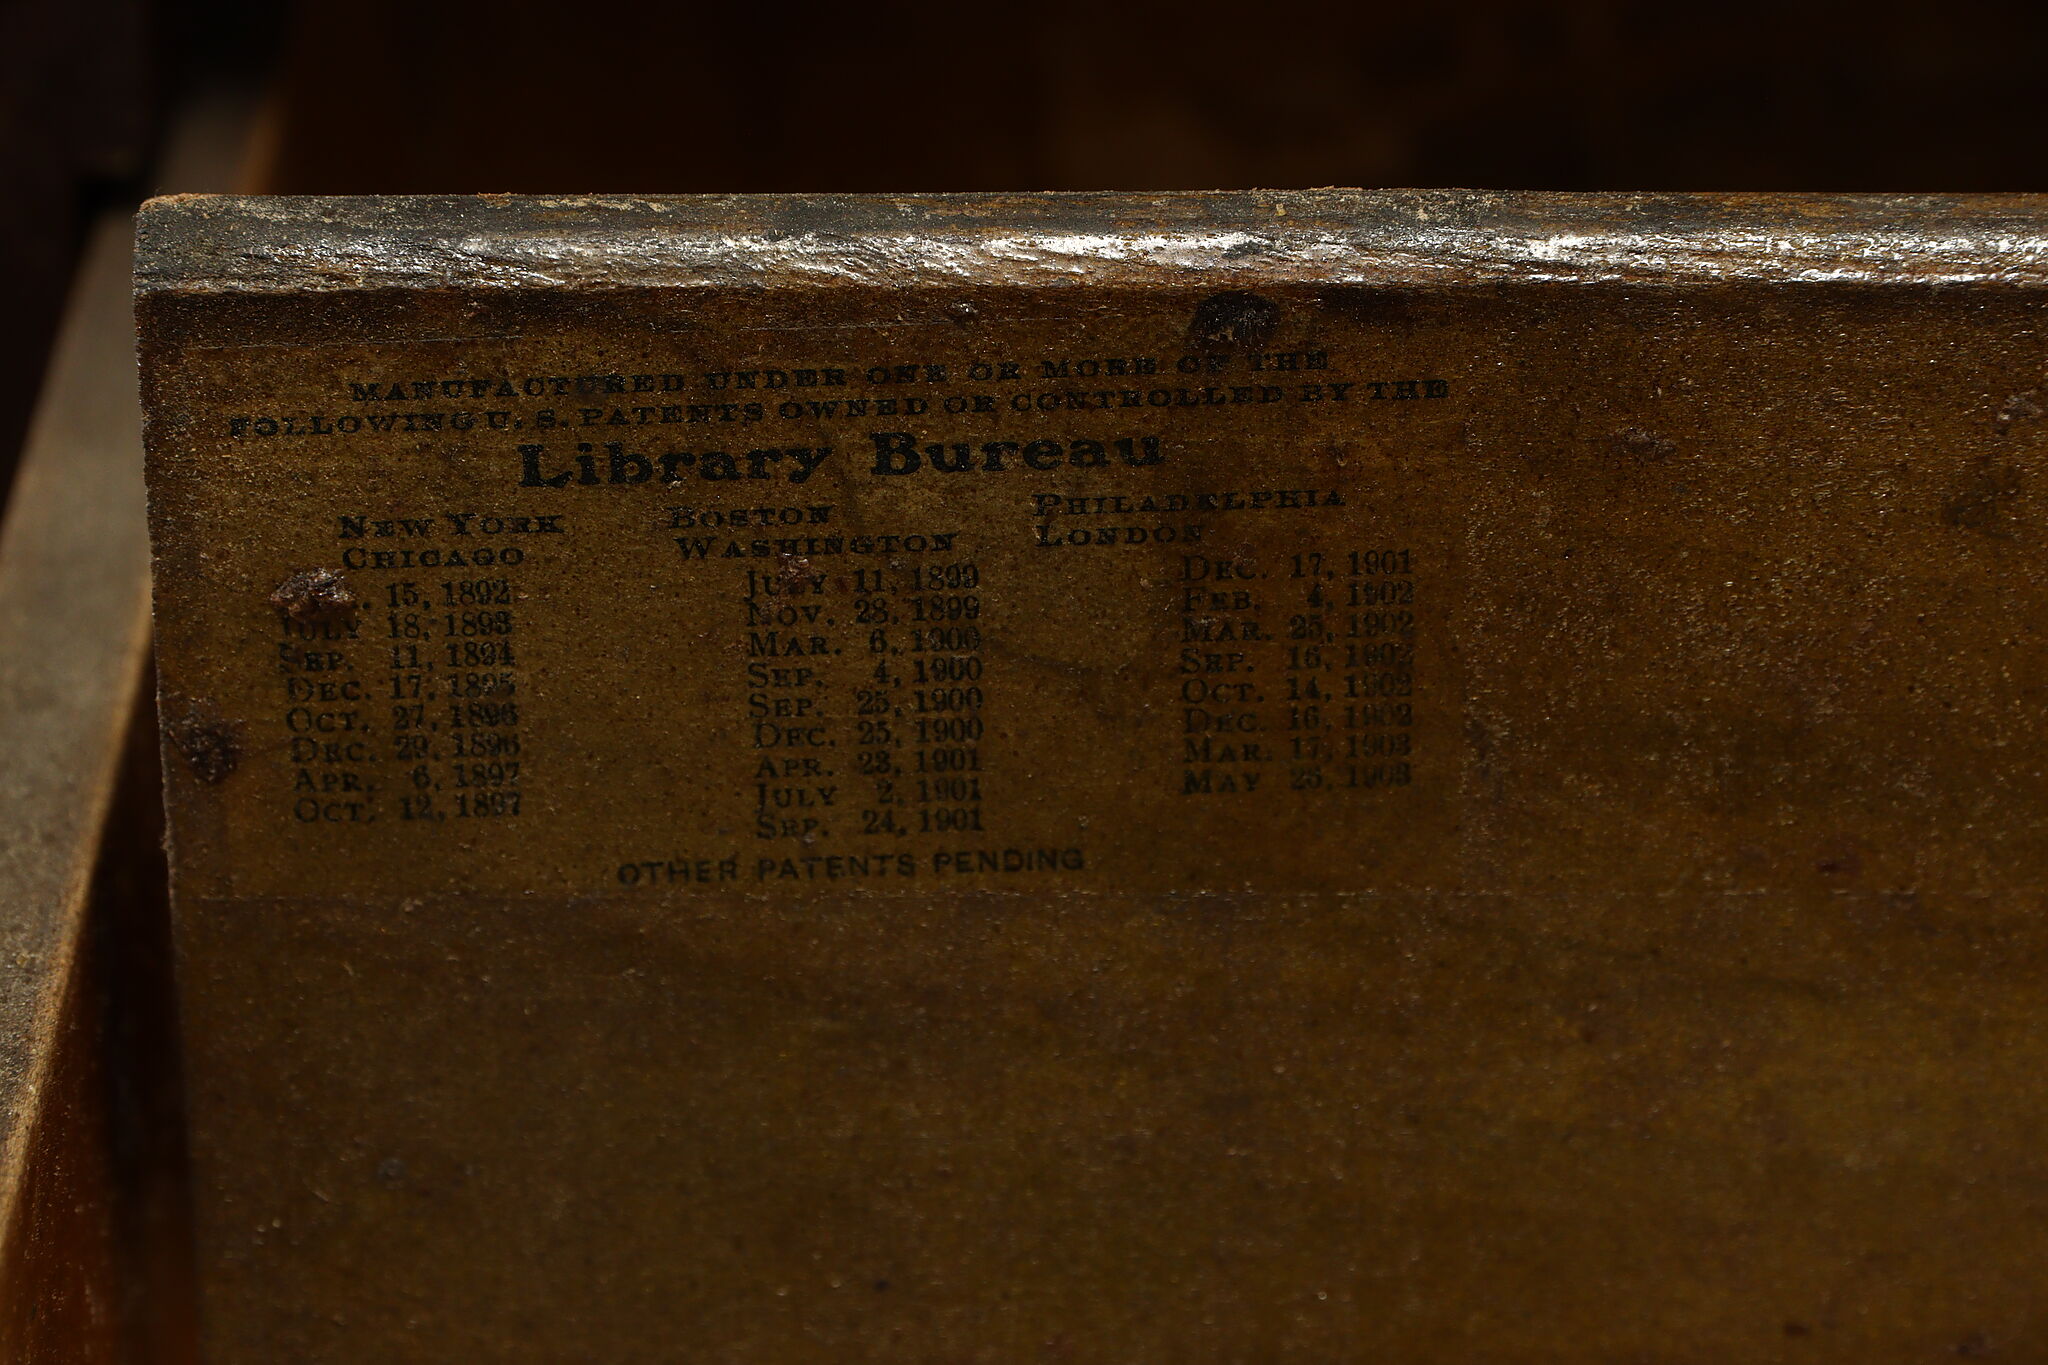 MANUFACTURED UNDER ONE OR MORE OF THE
FOLLOWING U. S. PATENTS OWNED OR CONTROLLED BY THE
Library Bureau
NEW YORK BOSTON PHILADELPHIA
CHICAGO WASHINGTON LONDON
15, 1892
JULY 18, 1893
SEP. 11, 1894
DEC. 17, 1895
OCT. 27, 1896
DEC. 29, 1896
APR. 6, 1897
OCT. 12, 1897
JULY 11, 1899
NOV. 28, 1899
MAR. 6, 1900
SEP. 4, 1900
SEP. 25, 1900
DEC. 25, 1900
APR. 23, 1901
JULY 2, 1901
SEP. 24, 1901
DEC. 17, 1901
FEB. 4, 1902
MAR. 25, 1902
SEP. 16, 1902
OCT. 14, 1902
DEC. 16, 1902
MAR. 17, 1903
MAY 26, 1903
OTHER PATENTS PENDING